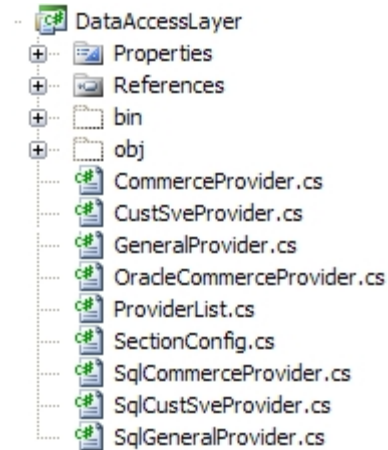 DataAccessLayer
Properties
References
bin
obj
CommerceProvider.cs
CustSveProvider.cs
GeneralProvider.cs
OracleCommerceProvider.cs
ProviderList.cs
SectionConfig.cs
SqlCommerceProvider.cs
SqlCustSveProvider.cs
SqlGeneralProvider.cs